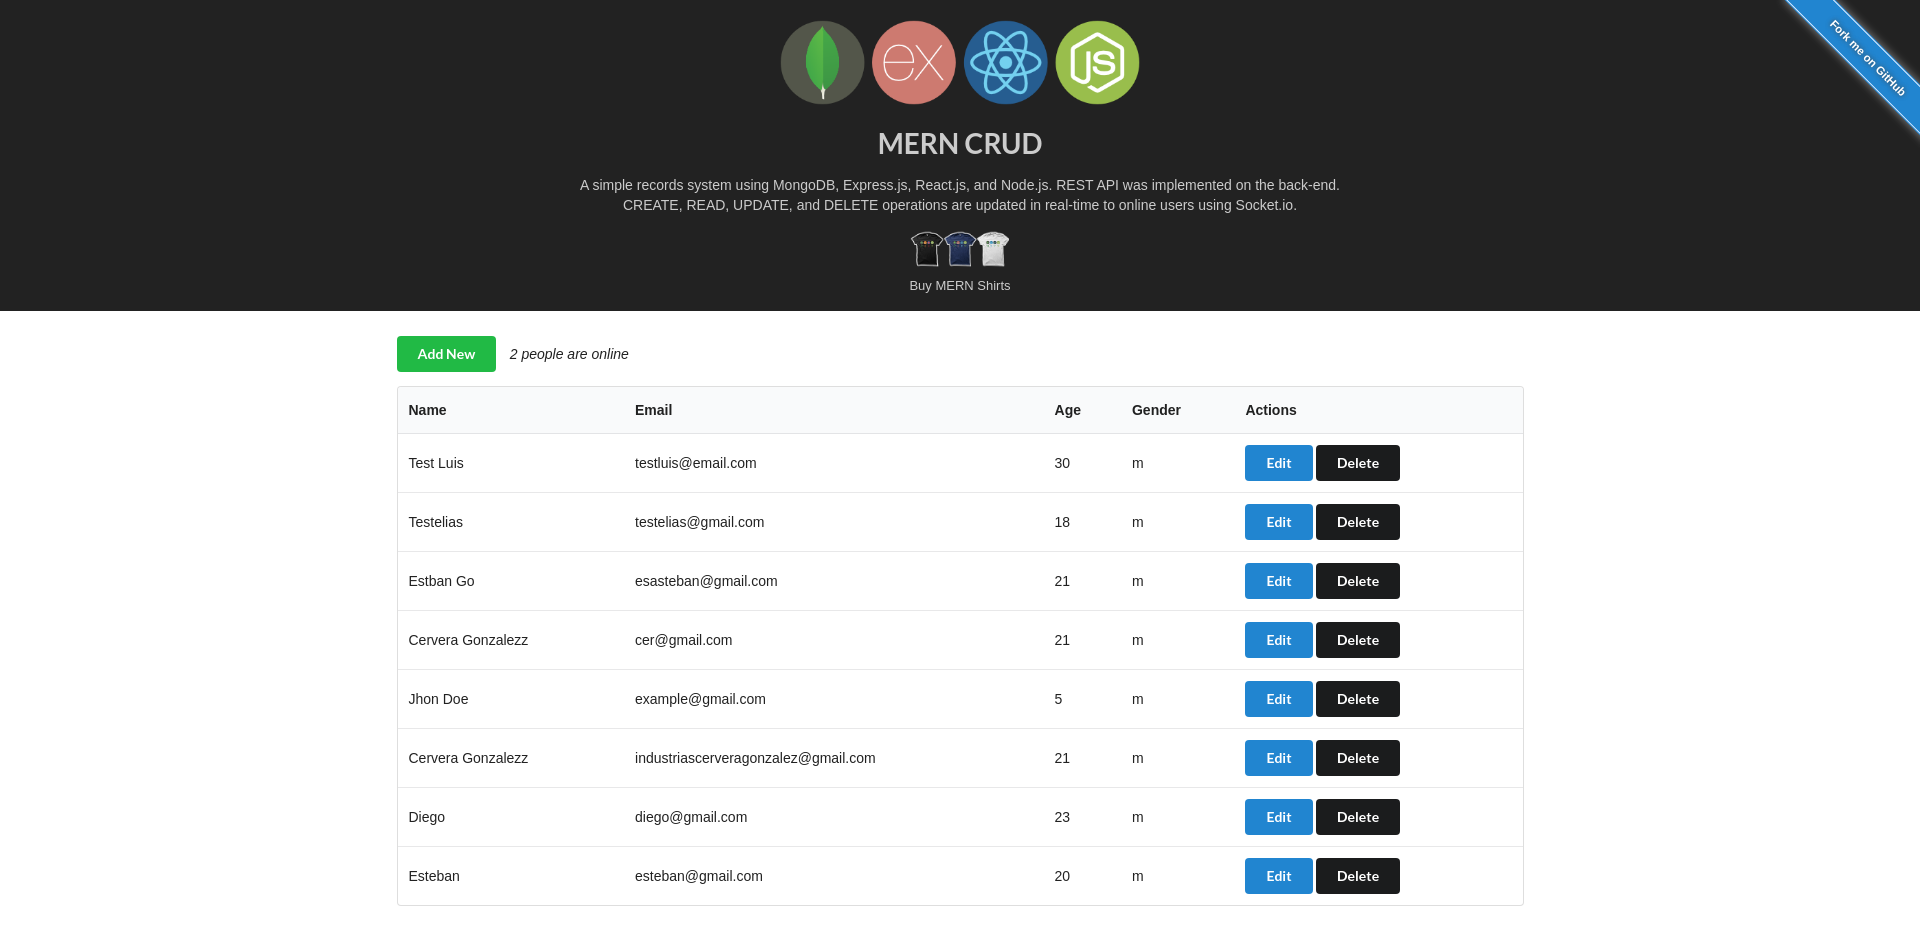 ex
JS
Fork me on GitHub
MERN CRUD
A simple records system using MongoDB, Express.js, React.js, and Node.js. REST API was implemented on the back-end.
CREATE, READ, UPDATE, and DELETE operations are updated in real-time to online users using Socket.io.
Buy MERN Shirts
Add New 2 people are online
Name Email Age Gender Actions
Test Luis testluis@email.com 30 m Edit Delete
Testelias testelias@gmail.com 18 m Edit Delete
Estban Go esasteban@gmail.com 21 m Edit Delete
Cervera Gonzalezz cer@gmail.com 21 m Edit Delete
Jhon Doe example@gmail.com 5 m Edit Delete
Cervera Gonzalezz industriascerveragonzalez@gmail.com 21 m Edit Delete
Diego diego@gmail.com 23 m Edit Delete
Esteban esteban@gmail.com 20 m Edit Delete